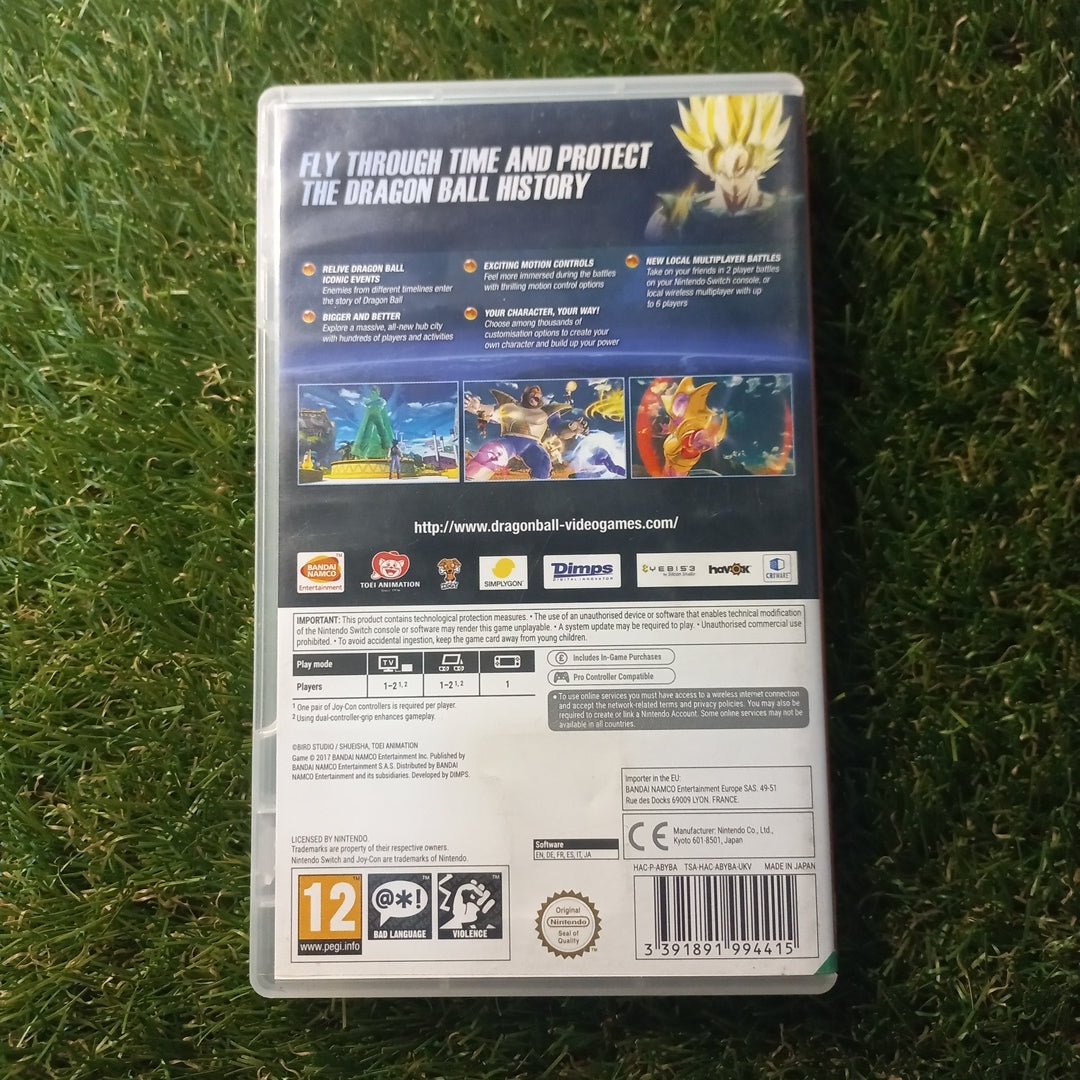 FLY THROUGH TIME AND PROTECT
THE DRAGON BALL HISTORY
RELIVE DRAGON BALL
ICONIC EVENTS
Enemies from different timelines enter
the story of Dragon Ball
BIGGER AND BETTER
Explore a massive, all-new hub city
with hundreds of players and activities
EXCITING MOTION CONTROLS
Feel more immersed during the battles
with thrilling motion control options
YOUR CHARACTER, YOUR WAY!
Choose among thousands of
customisation options to create your
own character and build up your power
NEW LOCAL MULTIPLAYER BATTLES
Take on your friends in 2 player battles
on your Nintendo Switch console, or
local wireless multiplayer with up
to 6 players
http://www.dragonball-videogames.com/
BANDAI
NAMCO
Entertainment
TOEI ANIMATION
SIMPLYGON
Dimps
DIGITAL INNOVATOR
YEBIS3
by Silicon Studio
havok
CRIWARE
IMPORTANT: This product contains technological protection measures. • The use of an unauthorised device or software that enables technical modification
of the Nintendo Switch console or software may render this game unplayable. • A system update may be required to play. • Unauthorised commercial use
prohibited. • To avoid accidental ingestion, keep the game card away from young children.
Play mode TV
Players 1–2 1, 2 1–2 1, 2 1
1 One pair of Joy-Con controllers is required per player.
2 Using dual-controller-grip enhances gameplay.
£ Includes In-Game Purchases
Pro Controller Compatible
• To use online services you must have access to a wireless internet connection
and accept the network-related terms and privacy policies. You may also be
required to create or link a Nintendo Account. Some online services may not be
available in all countries.
©BIRD STUDIO / SHUEISHA, TOEI ANIMATION
Game © 2017 BANDAI NAMCO Entertainment Inc. Published by
BANDAI NAMCO Entertainment S.A.S. Distributed by BANDAI
NAMCO Entertainment and its subsidiaries. Developed by DIMPS.
Importer in the EU:
BANDAI NAMCO Entertainment Europe SAS. 49-51
Rue des Docks 69009 LYON. FRANCE.
CE
Manufacturer: Nintendo Co., Ltd.,
Kyoto 601-8501, Japan
LICENSED BY NINTENDO
Trademarks are property of their respective owners.
Nintendo Switch and Joy-Con are trademarks of Nintendo.
Software
EN, DE, FR, ES, IT, JA
HAC-P-ABYBA TSA-HAC-ABYBA-UKV MADE IN JAPAN
12
www.pegi.info
@*!
BAD LANGUAGE
VIOLENCE
TM
Original
Nintendo
Seal of
Quality
TM
3 391891 994415